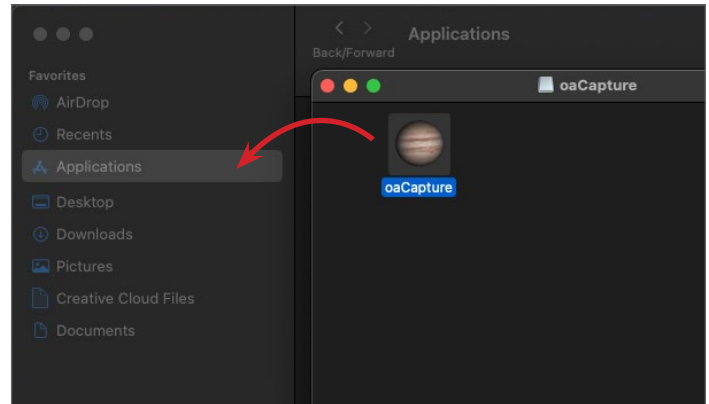 Back/Forward
Applications
Favorites
AirDrop
Recents
Applications
Desktop
Downloads
Pictures
Creative Cloud Files
Documents
oaCapture
oaCapture